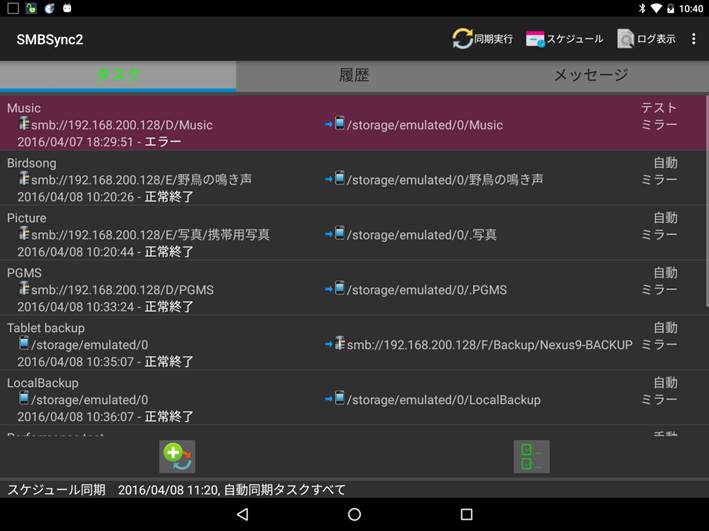 10:40
SMBSync2 同期実行 スケジュール ログ表示
タスク 履歴 メッセージ
Music テスト
smb://192.168.200.128/D/Music /storage/emulated/0/Music ミラー
2016/04/07 18:29:51 - エラー
Birdsong 自動
smb://192.168.200.128/E/野鳥の鳴き声 /storage/emulated/0/野鳥の鳴き声 ミラー
2016/04/08 10:20:26 - 正常終了
Picture 自動
smb://192.168.200.128/E/写真/携帯用写真 /storage/emulated/0/.写真 ミラー
2016/04/08 10:20:44 - 正常終了
PGMS 自動
smb://192.168.200.128/D/PGMS /storage/emulated/0/.PGMS ミラー
2016/04/08 10:33:24 - 正常終了
Tablet backup 自動
/storage/emulated/0 smb://192.168.200.128/F/Backup/Nexus9-BACKUP ミラー
2016/04/08 10:35:07 - 正常終了
LocalBackup 自動
/storage/emulated/0 /storage/emulated/0/LocalBackup ミラー
2016/04/08 10:36:07 - 正常終了
スケジュール同期 2016/04/08 11:20, 自動同期タスクすべて